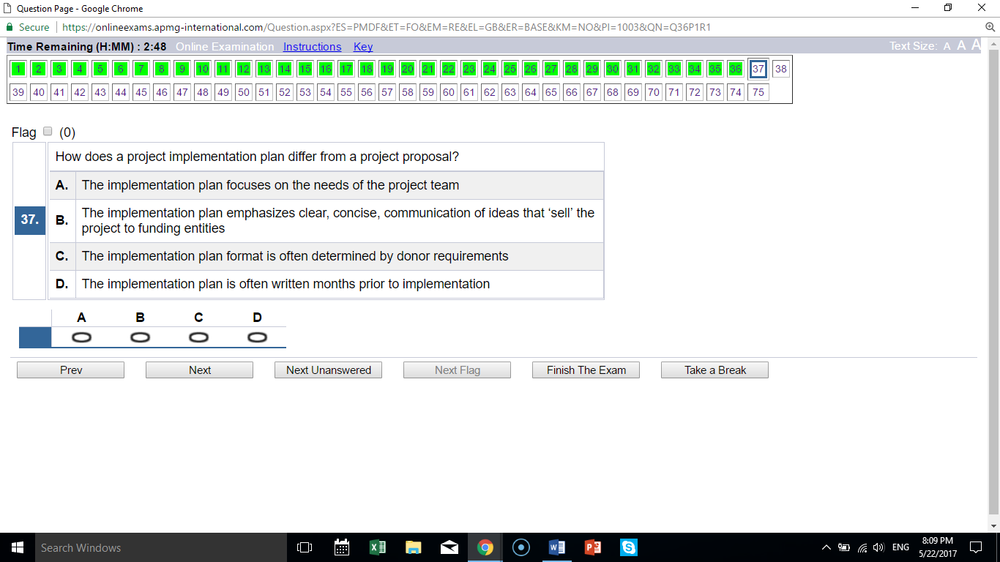 Question Page - Google Chrome
Secure https://onlineexams.apmg-international.com/Question.aspx?ES=PMDF&ET=FO&EM=RE&EL=GB&ER=BASE&KM=NO&PI=1003&QN=Q36P1R1
Time Remaining (H:MM) : 2:48 Online Examination Instructions Key Text Size: A A A
1 2 3 4 5 6 7 8 9 10 11 12 13 14 15 16 17 18 19 20 21 22 23 24 25 26 27 28 29 30 31 32 33 34 35 36 37 38
39 40 41 42 43 44 45 46 47 48 49 50 51 52 53 54 55 56 57 58 59 60 61 62 63 64 65 66 67 68 69 70 71 72 73 74 75
Flag (0)
How does a project implementation plan differ from a project proposal?
A. The implementation plan focuses on the needs of the project team
37. B. The implementation plan emphasizes clear, concise, communication of ideas that ‘sell’ the
project to funding entities
C. The implementation plan format is often determined by donor requirements
D. The implementation plan is often written months prior to implementation
A B C D
Prev Next Next Unanswered Next Flag Finish The Exam Take a Break
Search Windows
ENG
8:09 PM
5/22/2017